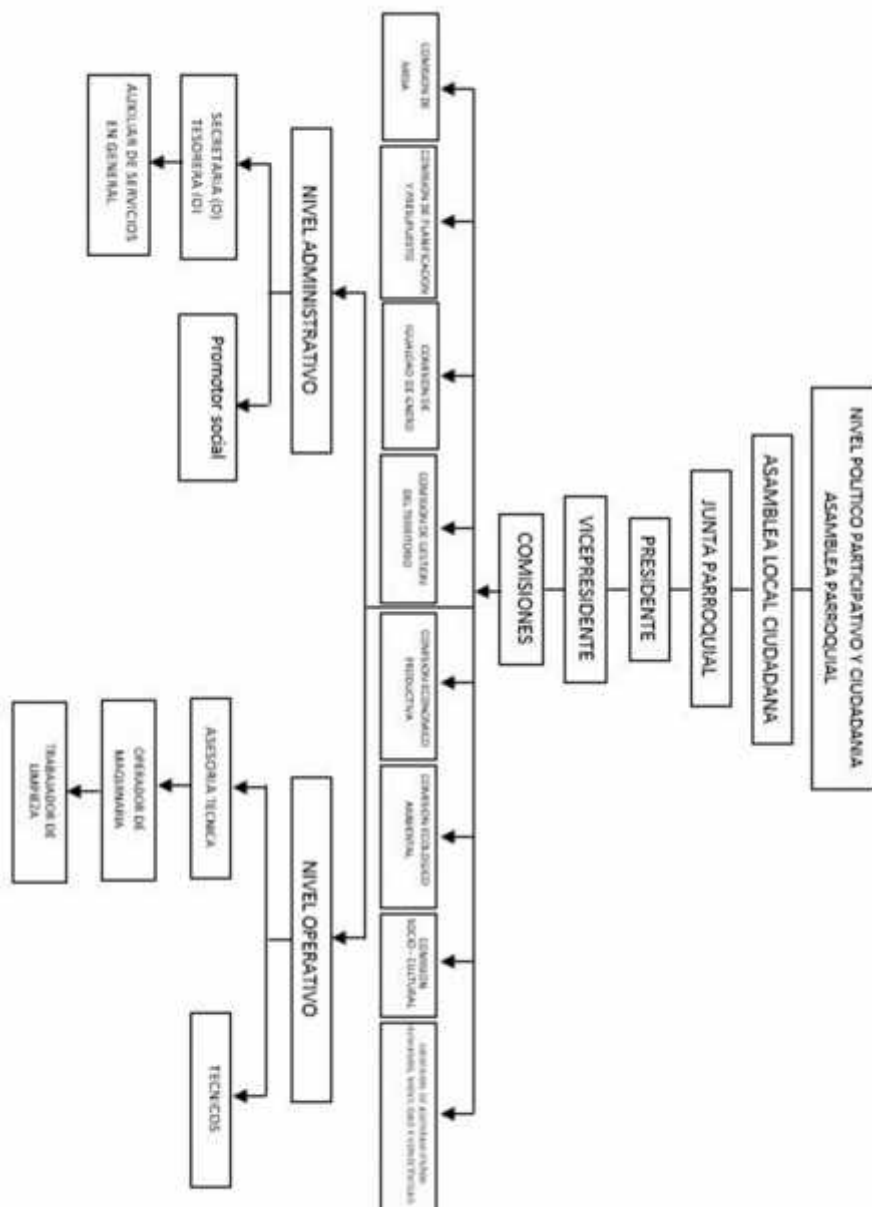 NIVEL POLITICO PARTICIPATIVO Y CIUDADANIA
ASAMBLEA PARROQUIAL
ASAMBLEA LOCAL CIUDADANA
JUNTA PARROQUIAL
PRESIDENTE
VICEPRESIDENTE
COMISIONES
COMISION DE
MESA
COMISION DE PLANIFICACION
Y PRESUPUESTO
COMISION DE
IGUALDAD DE
COMISION DE GESTION
DEL TERRITORIO
COMISION ECONOMICO
PRODUCTIVA
COMISION ECOLOGICO
AMBIENTAL
COMISION
SOCIO - CULTURAL
NIVEL ADMINISTRATIVO
NIVEL OPERATIVO
SECRETARIA (O)
TESORERA (O)
Promotor social
ASESORIA TECNICA
TECNICOS
AUXILIAR DE SERVICIOS
EN GENERAL
OPERADOR DE
MAQUINARIA
TRABAJADOR DE
LIMPIEZA